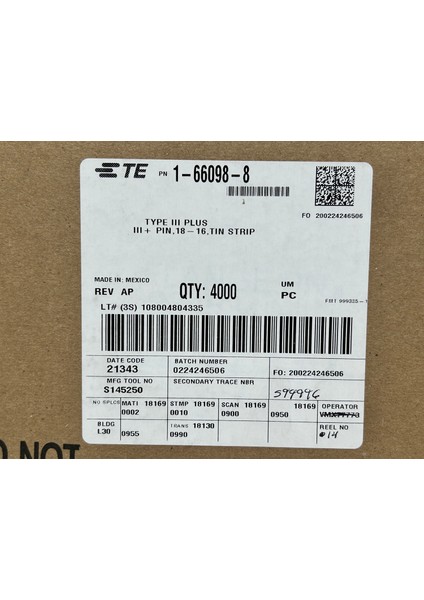 TE PN 1-66098-8
FO 200224246506
TYPE III PLUS
III+ PIN,18-16,TIN STRIP
MADE IN: MEXICO
REV AP QTY: 4000 UM PC
LT# (3S) 108004804335
DATE CODE BATCH NUMBER
21343 0224246506 FO: 200224246506
MFG TOOL NO SECONDARY TRACE NBR
S145250 599996
NO OPLCS MATI 18169 STMP 18169 SCAN 18169 OPERATOR
0002 0010 0900 0950
BLDG TRANS 18130 REEL NO
L30 0955 0990 #14
O NOT